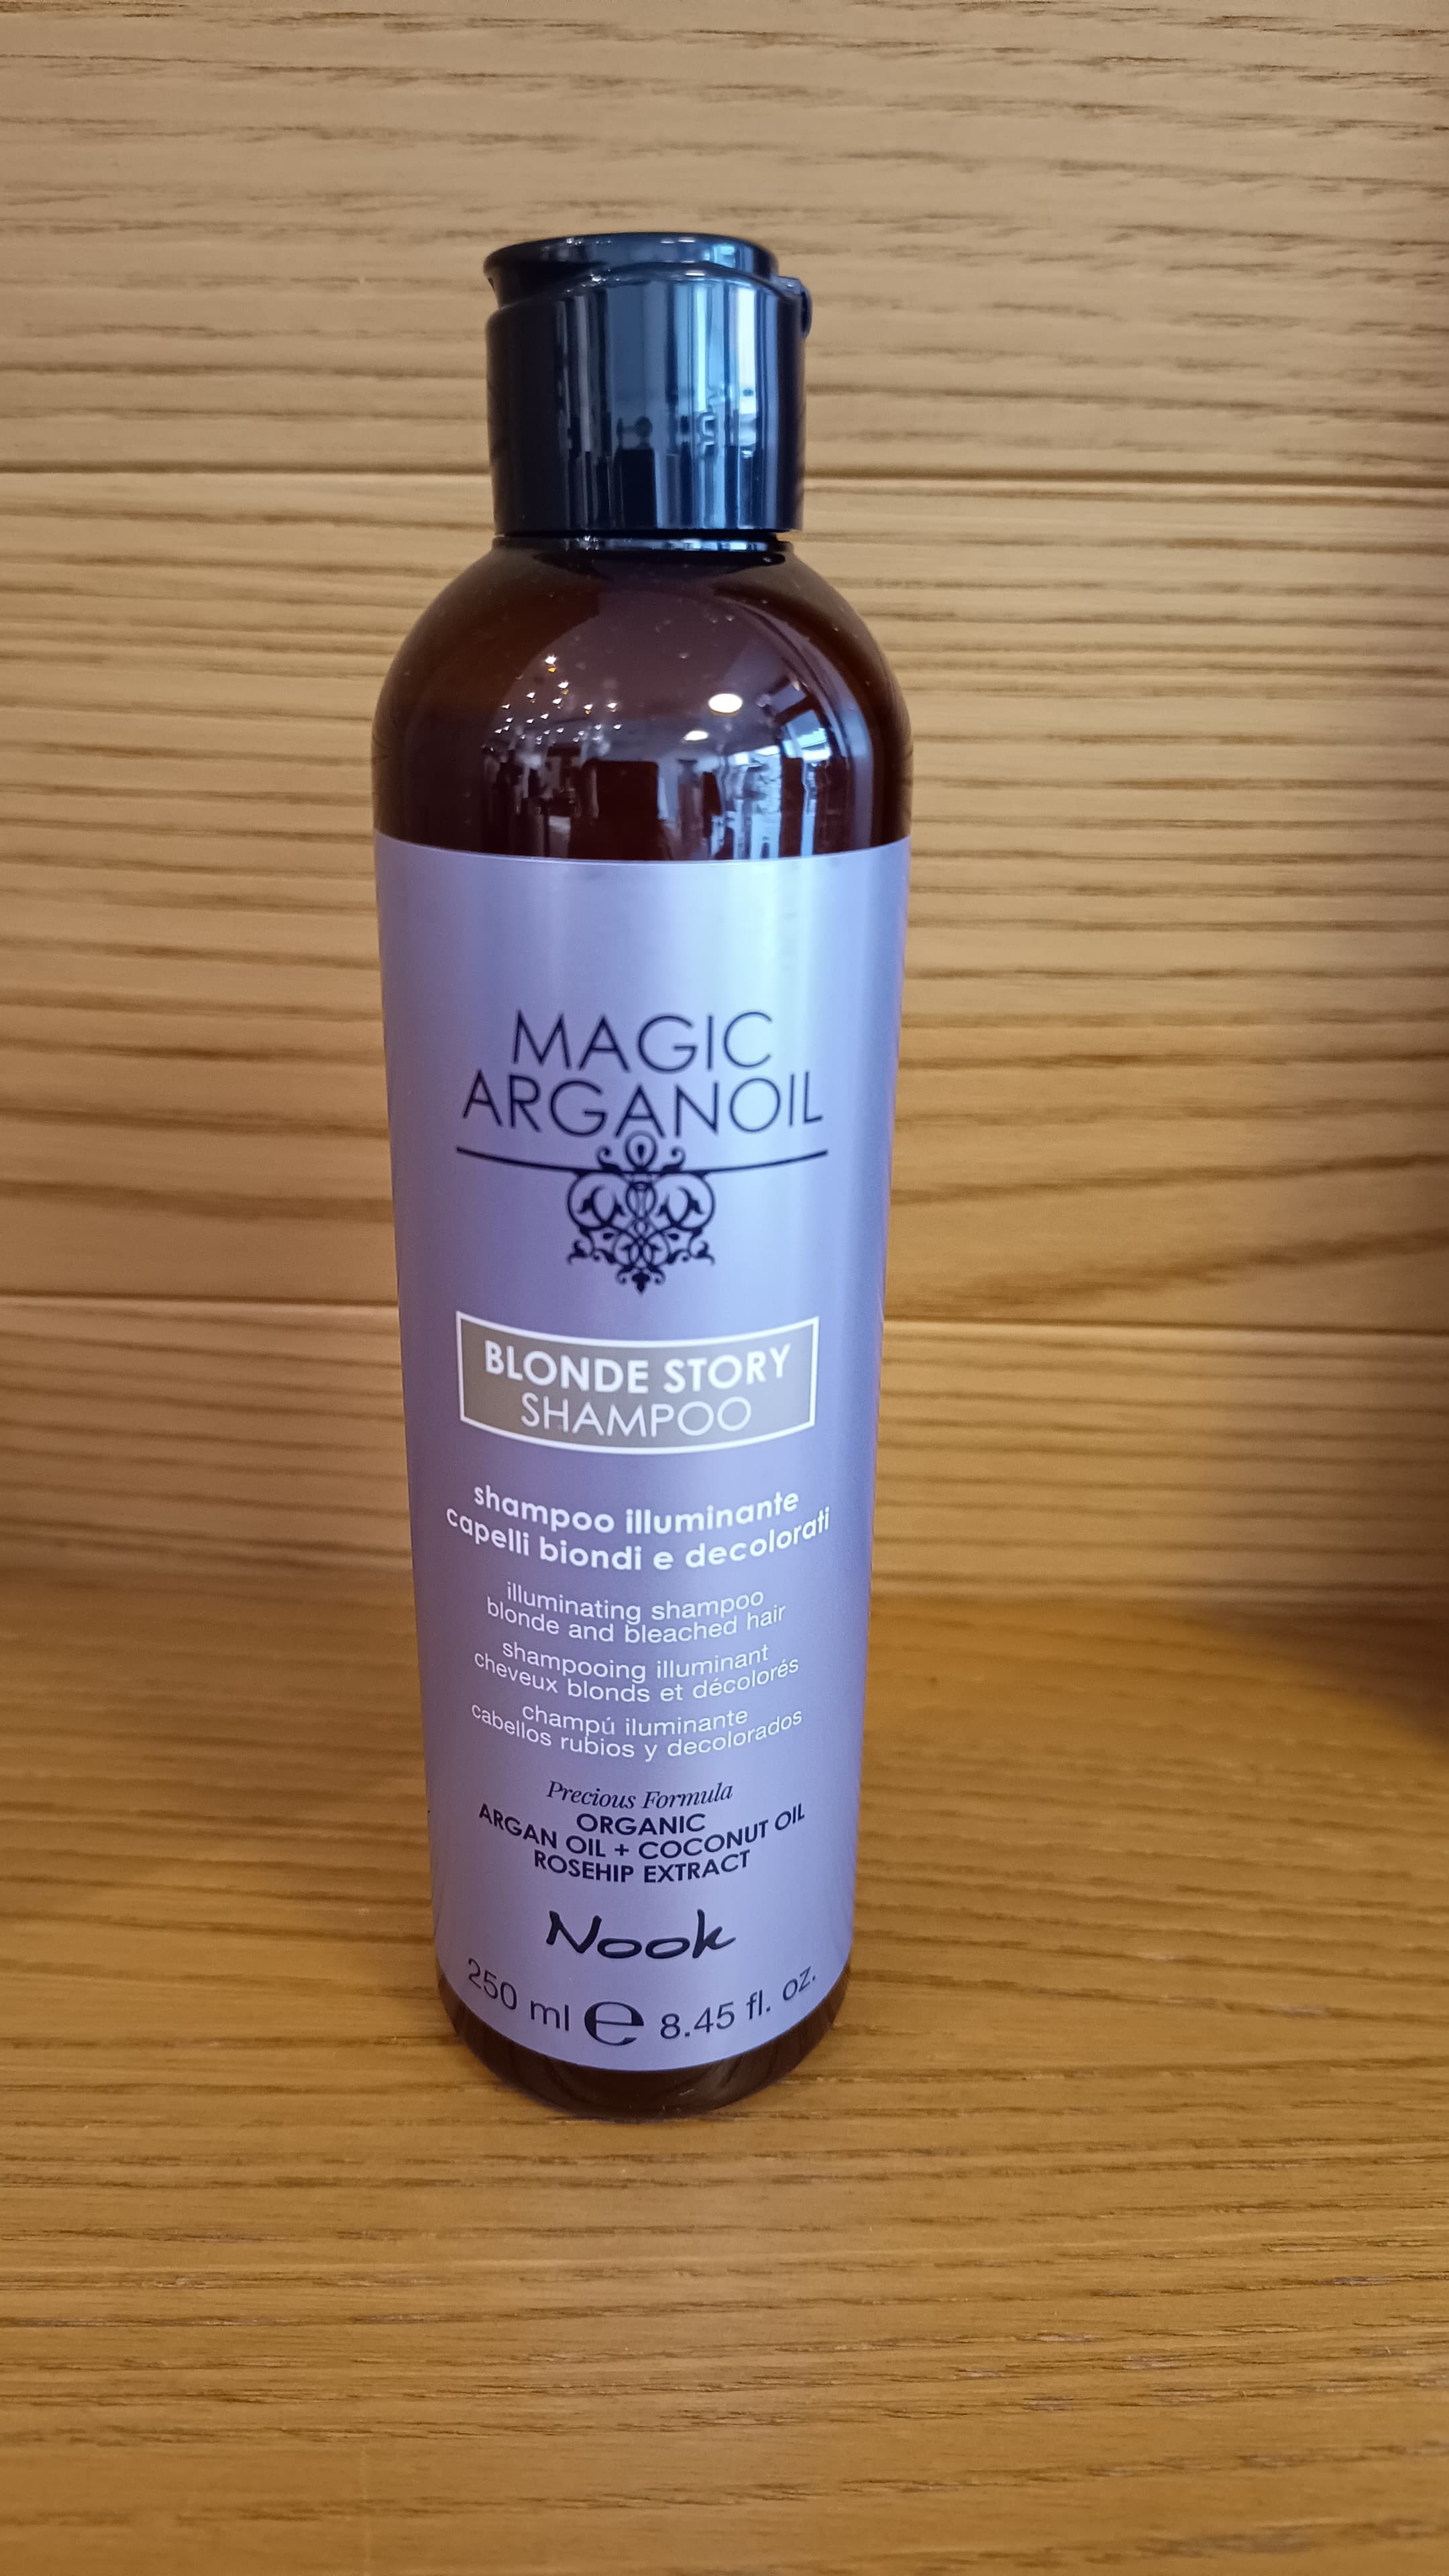 MAGIC
ARGANOIL
BLONDE STORY
SHAMPOO
shampoo illuminante
capelli biondi e decolorati
illuminating shampoo
blonde and bleached hair
shampooing illuminant
cheveux blonds et décolorés
champú iluminante
cabellos rubios y decolorados
Precious Formula
ORGANIC
ARGAN OIL + COCONUT OIL
ROSEHIP EXTRACT
Nook
250 ml e 8.45 fl. oz.